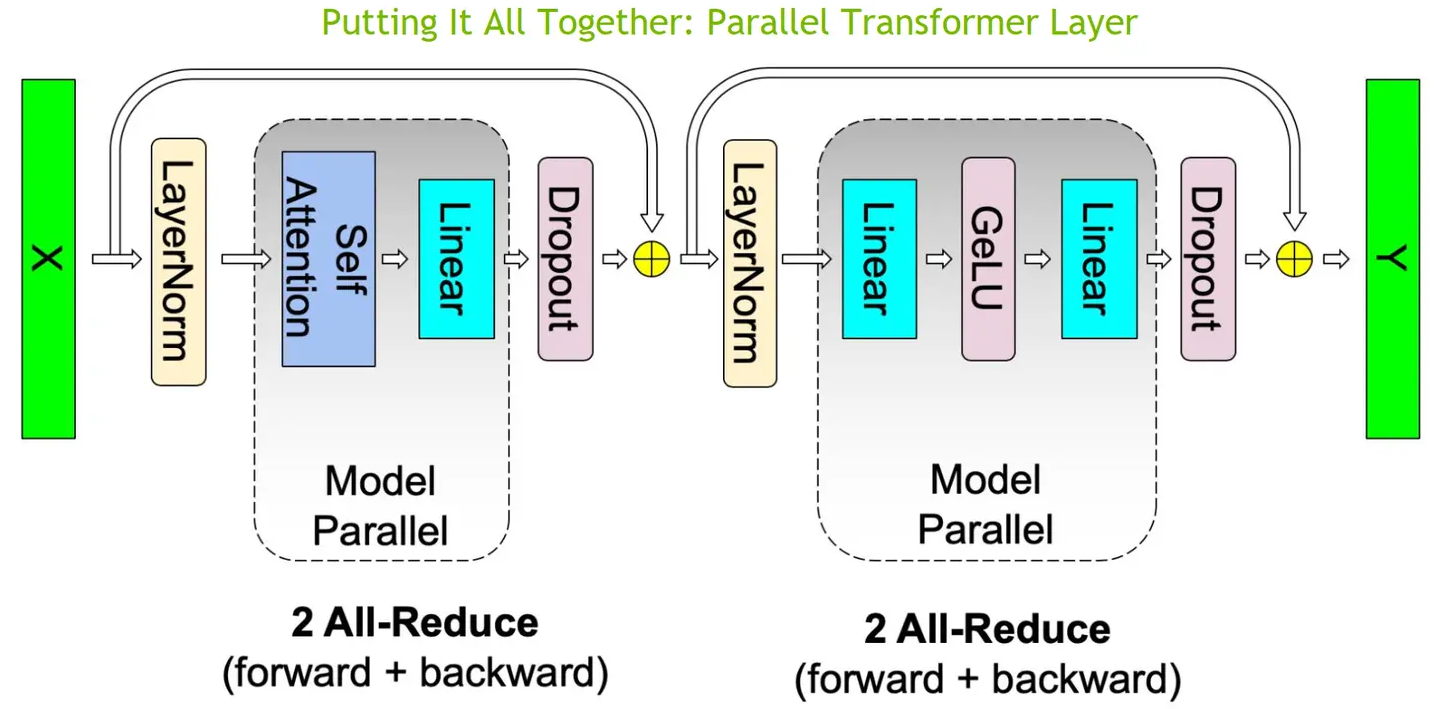 Putting It All Together: Parallel Transformer Layer
X
LayerNorm
Self
Attention
Linear
Dropout
LayerNorm
Linear
GeLU
Linear
Dropout
Y
Model
Parallel
Model
Parallel
2 All-Reduce
(forward + backward)
2 All-Reduce
(forward + backward)